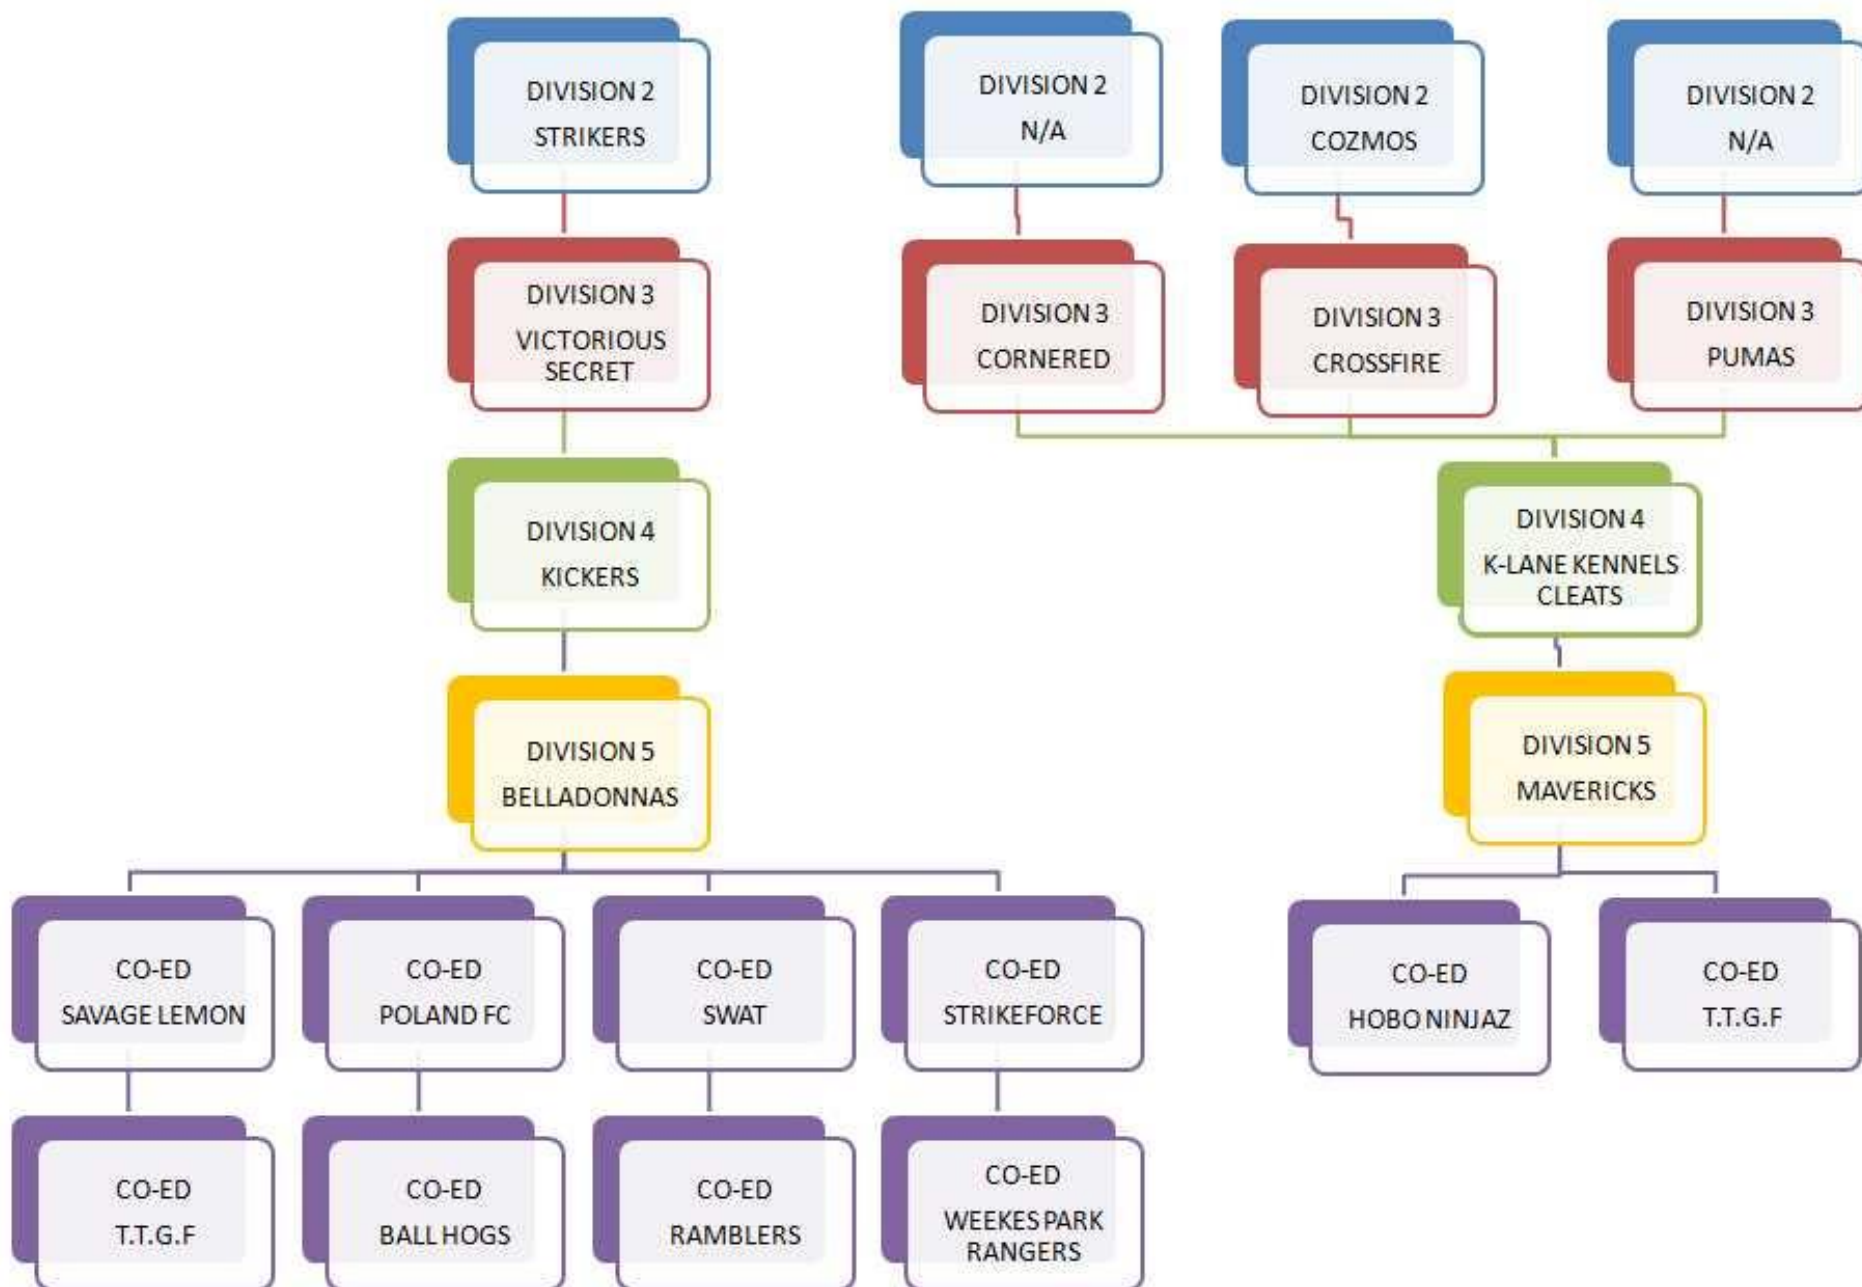 DIVISION 2
STRIKERS
DIVISION 2
N/A
DIVISION 2
COZMOS
DIVISION 2
N/A
DIVISION 3
VICTORIOUS
SECRET
DIVISION 3
CORNERED
DIVISION 3
CROSSFIRE
DIVISION 3
PUMAS
DIVISION 4
KICKERS
DIVISION 4
K-LANE KENNELS
CLEATS
DIVISION 5
BELLADONNAS
DIVISION 5
MAVERICKS
CO-ED
SAVAGE LEMON
CO-ED
POLAND FC
CO-ED
SWAT
CO-ED
STRIKEFORCE
CO-ED
HOBO NINJAZ
CO-ED
T.T.G.F
CO-ED
T.T.G.F
CO-ED
BALL HOGS
CO-ED
RAMBLERS
CO-ED
WEEKES PARK
RANGERS